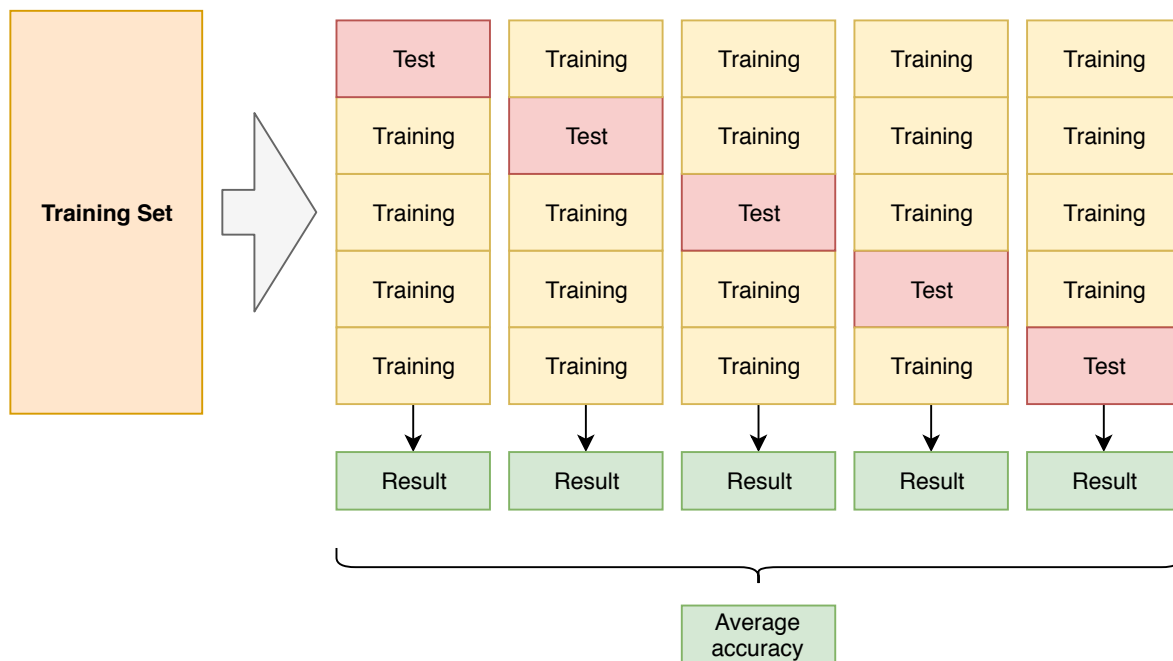 Test Training Training Training Training
Training Test Training Training Training
Training Set
Training Training Test Training Training
Training Training Training Test Training
Training Training Training Training Test
Result Result Result Result Result
Average
accuracy